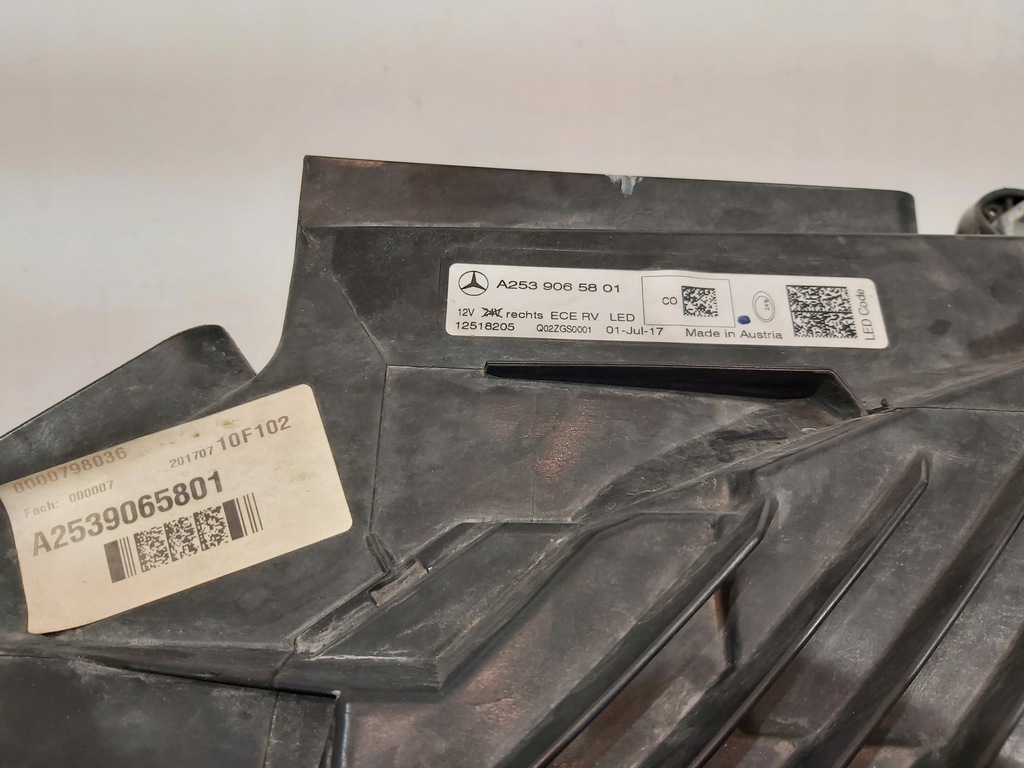 A253 906 58 01
12V 24V rechts ECE RV LED
12518205 Q02ZGS0001 01-Jul-17 Made in Austria
CO
ZKW
LED Code
0000798036
201707 10F102
Fach: 000007
A2539065801